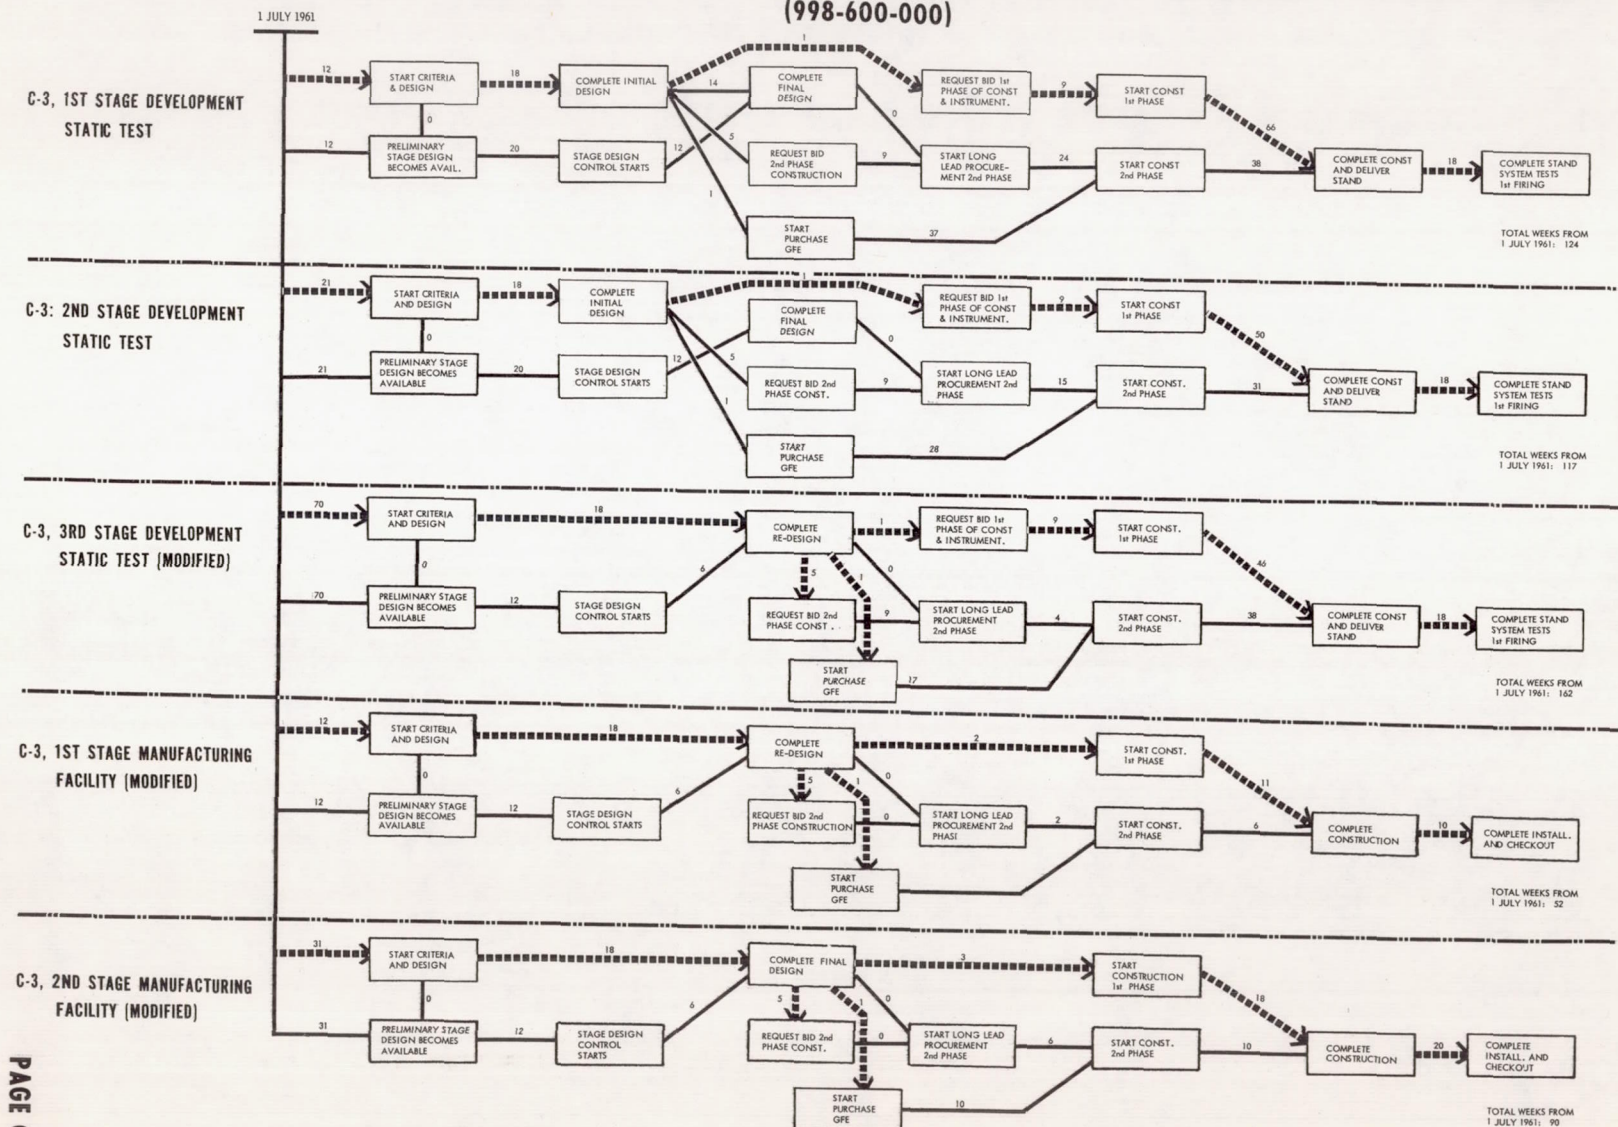 (998-600-000)
1 JULY 1961
C-3, 1ST STAGE DEVELOPMENT
STATIC TEST
12
START CRITERIA
& DESIGN
18
COMPLETE INITIAL
DESIGN
1
14
COMPLETE
FINAL
DESIGN
REQUEST BID 1st
PHASE OF CONST
& INSTRUMENT.
9
START CONST
1st PHASE
66
0
12
PRELIMINARY
STAGE DESIGN
BECOMES AVAIL.
20
STAGE DESIGN
CONTROL STARTS
12
5
0
REQUEST BID
2nd PHASE
CONSTRUCTION
9
START LONG
LEAD PROCURE-
MENT 2nd PHASE
24
START CONST
2nd PHASE
38
COMPLETE CONST
AND DELIVER
STAND
18
COMPLETE STAND
SYSTEM TESTS
1st FIRING
1
START
PURCHASE
GFE
37
TOTAL WEEKS FROM
1 JULY 1961: 124
C-3: 2ND STAGE DEVELOPMENT
STATIC TEST
21
START CRITERIA
AND DESIGN
18
COMPLETE
INITIAL
DESIGN
1
COMPLETE
FINAL
DESIGN
REQUEST BID 1st
PHASE OF CONST
& INSTRUMENT.
9
START CONST
1st PHASE
50
0
21
PRELIMINARY STAGE
DESIGN BECOMES
AVAILABLE
20
STAGE DESIGN
CONTROL STARTS
12
5
0
REQUEST BID 2nd
PHASE CONST.
9
START LONG LEAD
PROCUREMENT 2nd
PHASE
15
START CONST.
2nd PHASE
31
COMPLETE CONST
AND DELIVER
STAND
18
COMPLETE STAND
SYSTEM TESTS
1st FIRING
1
START
PURCHASE
GFE
28
TOTAL WEEKS FROM
1 JULY 1961: 117
C-3, 3RD STAGE DEVELOPMENT
STATIC TEST (MODIFIED)
70
START CRITERIA
AND DESIGN
18
COMPLETE
RE-DESIGN
1
REQUEST BID 1st
PHASE OF CONST
& INSTRUMENT.
9
START CONST.
1st PHASE
46
0
70
PRELIMINARY STAGE
DESIGN BECOMES
AVAILABLE
12
STAGE DESIGN
CONTROL STARTS
6
5
1
0
REQUEST BID 2nd
PHASE CONST .
9
START LONG LEAD
PROCUREMENT
2nd PHASE
4
START CONST.
2nd PHASE
38
COMPLETE CONST
AND DELIVER
STAND
18
COMPLETE STAND
SYSTEM TESTS
1st FIRING
START
PURCHASE
GFE
17
TOTAL WEEKS FROM
1 JULY 1961: 162
C-3, 1ST STAGE MANUFACTURING
FACILITY (MODIFIED)
12
START CRITERIA
AND DESIGN
18
COMPLETE
RE-DESIGN
2
START CONST.
1st PHASE
11
0
12
PRELIMINARY STAGE
DESIGN BECOMES
AVAILABLE
12
STAGE DESIGN
CONTROL STARTS
6
5
1
0
REQUEST BID 2nd
PHASE CONSTRUCTION
0
START LONG LEAD
PROCUREMENT 2nd
PHASE
2
START CONST.
2nd PHASE
6
COMPLETE
CONSTRUCTION
10
COMPLETE INSTALL.
AND CHECKOUT
START
PURCHASE
GFE
TOTAL WEEKS FROM
1 JULY 1961: 52
C-3, 2ND STAGE MANUFACTURING
FACILITY (MODIFIED)
31
START CRITERIA
AND DESIGN
18
COMPLETE FINAL
DESIGN
3
START
CONSTRUCTION
1st PHASE
18
0
31
PRELIMINARY STAGE
DESIGN BECOMES
AVAILABLE
12
STAGE DESIGN
CONTROL
STARTS
6
5
1
0
REQUEST BID 2nd
PHASE CONST.
0
START LONG LEAD
PROCUREMENT
2nd PHASE
6
START CONST.
2nd PHASE
10
COMPLETE
CONSTRUCTION
20
COMPLETE
INSTALL. AND
CHECKOUT
START
PURCHASE
GFE
10
TOTAL WEEKS FROM
1 JULY 1961: 90
PAGE